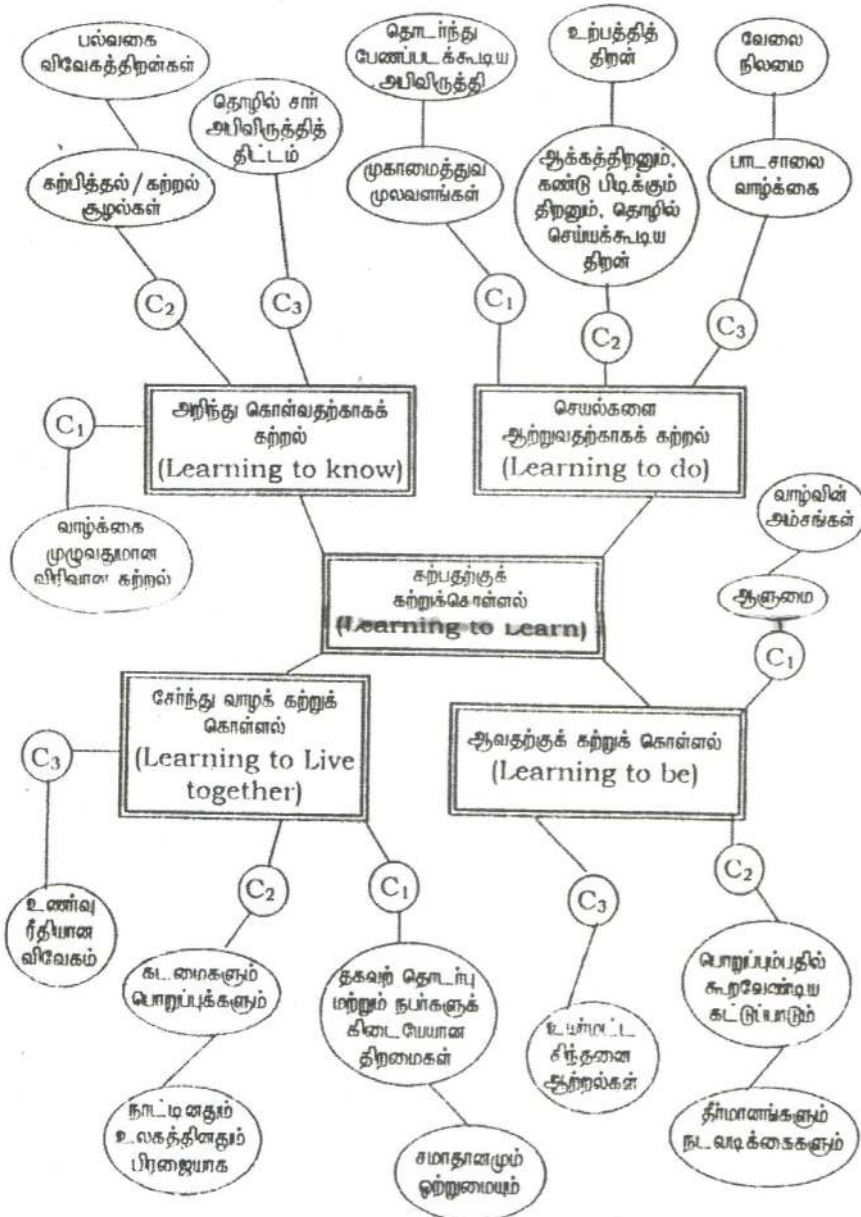 பல்வகை
விவேகத்திறன்கள்
தொடர்ந்து
பேணப்படக்கூடிய
அபிவிருத்தி
உற்பத்தித்
திறன்
வேலை
நிலமை
தொழில் சார்
அபிவிருத்தித்
திட்டம்
கற்பித்தல் / கற்றல்
சூழல்கள்
முகாமைத்துவ
மூலவளங்கள்
ஆக்கத்திறனும்,
கண்டு பிடிக்கும்
திறனும், தொழில்
செய்யக்கூடிய
திறன்
பாடசாலை
வாழ்க்கை
C2
C3
C1
C2
C3
அறிந்து கொள்வதற்காகக்
கற்றல்
(Learning to know)
செயல்களை
ஆற்றுவதற்காகக் கற்றல்
(Learning to do)
C1
வாழ்க்கை
முழுவதுமான
விரிவான கற்றல்
வாழ்வின்
அம்சங்கள்
கற்பதற்குக்
கற்றுக்கொள்ளல்
(Learning to Learn)
ஆளுமை
C1
சேர்ந்து வாழக் கற்றுக்
கொள்ளல்
(Learning to Live
together)
ஆவதற்குக் கற்றுக் கொள்ளல்
(Learning to be)
C3
C2
C1
C3
C2
உணர்வு
ரீதியான
விவேகம்
கடமைகளும்
பொறுப்புக்களும்
தகவற் தொடர்பு
மற்றும் நபர்களுக்
கிடையேயான
திறமைகள்
உயர்மட்ட
சிந்தனை
ஆற்றல்கள்
பொறுப்பும்பதில்
கூறவேண்டிய
கட்டுப்பாடும்
நாட்டினதும்
உலகத்தினதும்
பிரஜையாக
சமாதானமும்
ஒற்றுமையும்
தீர்மானங்களும்
நடவடிக்கைகளும்